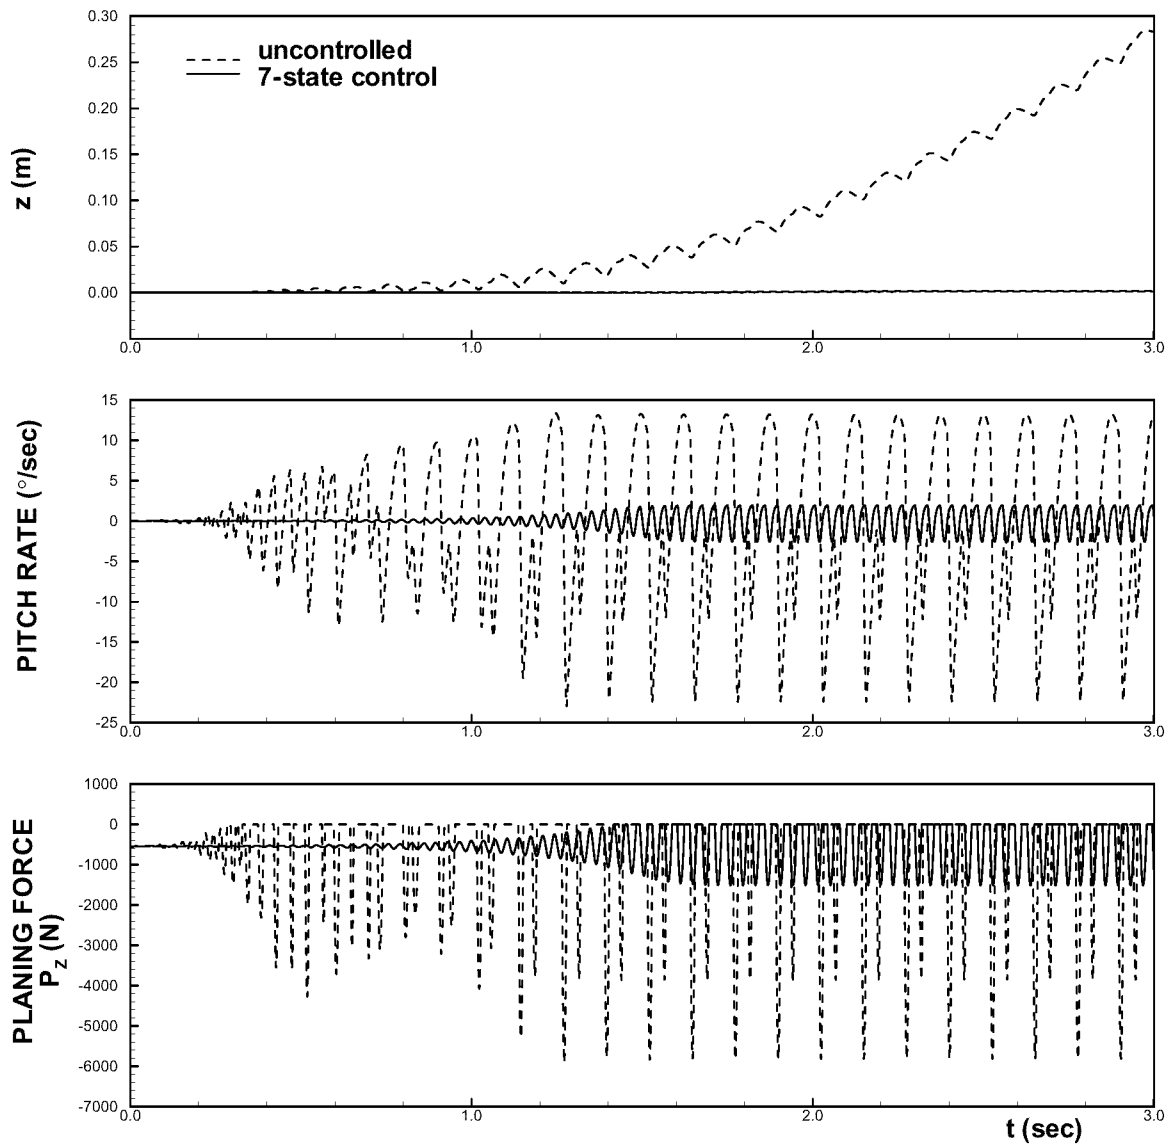 0.30
uncontrolled
7-state control
0.25
0.20
0.15
0.10
0.05
0.00
z (m)
0.0 1.0 2.0 3.0
15
10
5
0
-5
-10
-15
-20
-25
PITCH RATE (°/sec)
0.0 1.0 2.0 3.0
1000
0
-1000
-2000
-3000
-4000
-5000
-6000
-7000
PLANING FORCE
Pz (N)
0.0 1.0 2.0 3.0
t (sec)